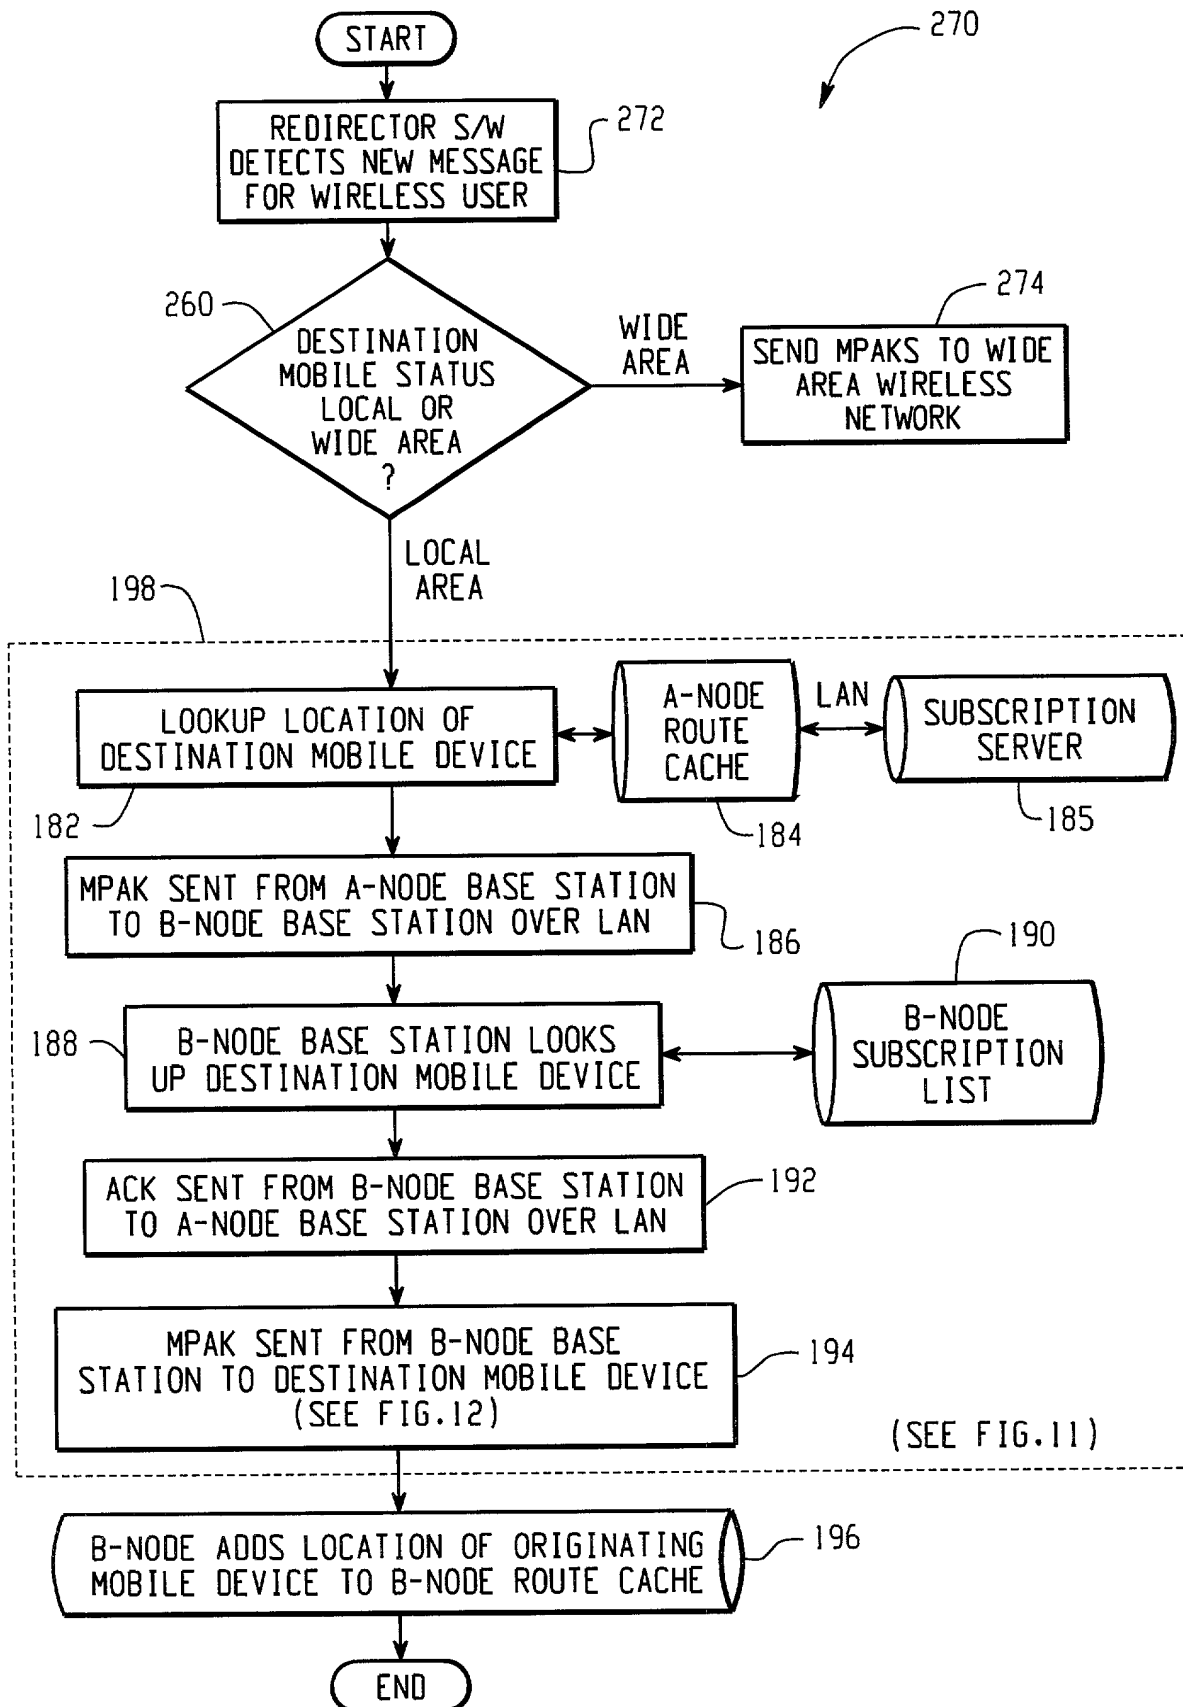 START
270
REDIRECTOR S/W
DETECTS NEW MESSAGE
FOR WIRELESS USER
272
260
DESTINATION
MOBILE STATUS
LOCAL OR
WIDE AREA
?
WIDE
AREA
274
SEND MPAKS TO WIDE
AREA WIRELESS
NETWORK
LOCAL
AREA
198
LOOKUP LOCATION OF
DESTINATION MOBILE DEVICE
182
A-NODE
ROUTE
CACHE
184
LAN
SUBSCRIPTION
SERVER
185
MPAK SENT FROM A-NODE BASE STATION
TO B-NODE BASE STATION OVER LAN
186
188
B-NODE BASE STATION LOOKS
UP DESTINATION MOBILE DEVICE
190
B-NODE
SUBSCRIPTION
LIST
ACK SENT FROM B-NODE BASE STATION
TO A-NODE BASE STATION OVER LAN
192
MPAK SENT FROM B-NODE BASE
STATION TO DESTINATION MOBILE DEVICE
(SEE FIG.12)
194
(SEE FIG.11)
B-NODE ADDS LOCATION OF ORIGINATING
MOBILE DEVICE TO B-NODE ROUTE CACHE
196
END